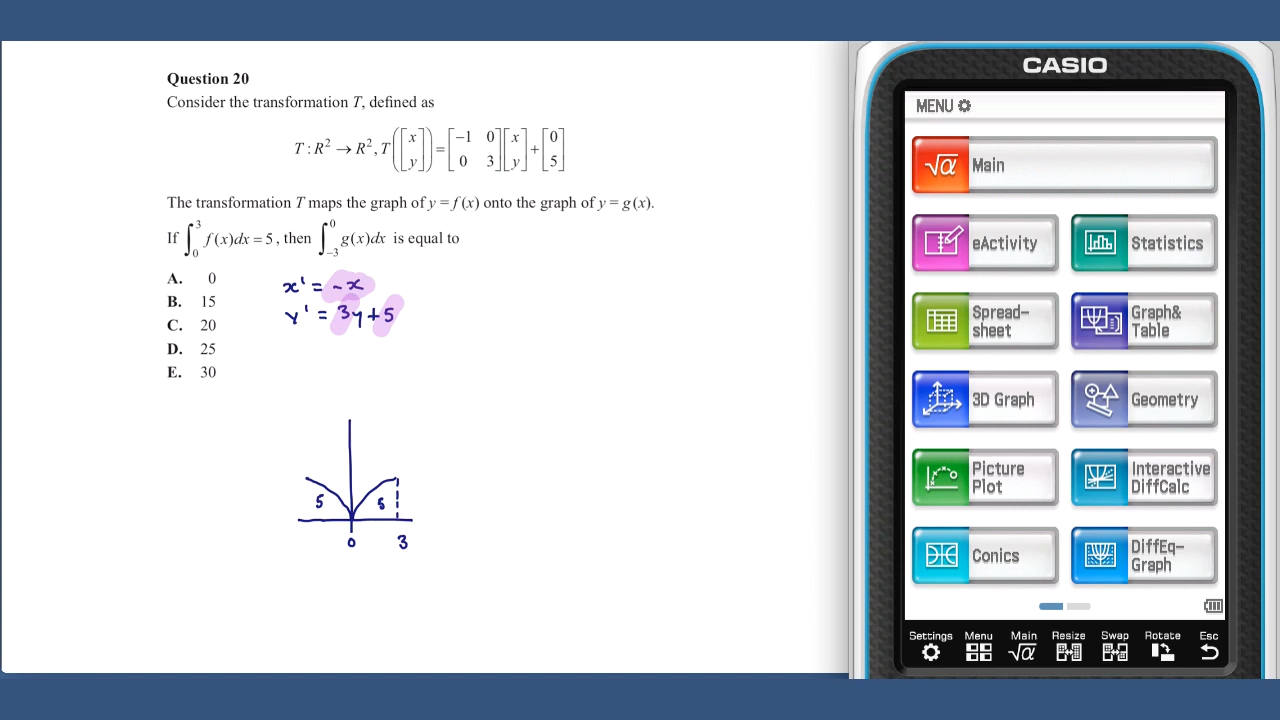 Question 20
Consider the transformation T, defined as
T : R² → R², T([x y]) = [−1 0 0 3][x y] + [0 5]
The transformation T maps the graph of y = f(x) onto the graph of y = g(x).
If ∫₀³ f(x)dx = 5, then ∫₋₃⁰ g(x)dx is equal to
A. 0
B. 15
C. 20
D. 25
E. 30
x' = -x
y' = 3y+5
5 5
0 3
CASIO
MENU
√α Main
eActivity Statistics
Spread-
sheet
Graph&
Table
3D Graph Geometry
Picture
Plot
Interactive
DiffCalc
Conics
DiffEq-
Graph
Settings Menu Main Resize Swap Rotate Esc
√α